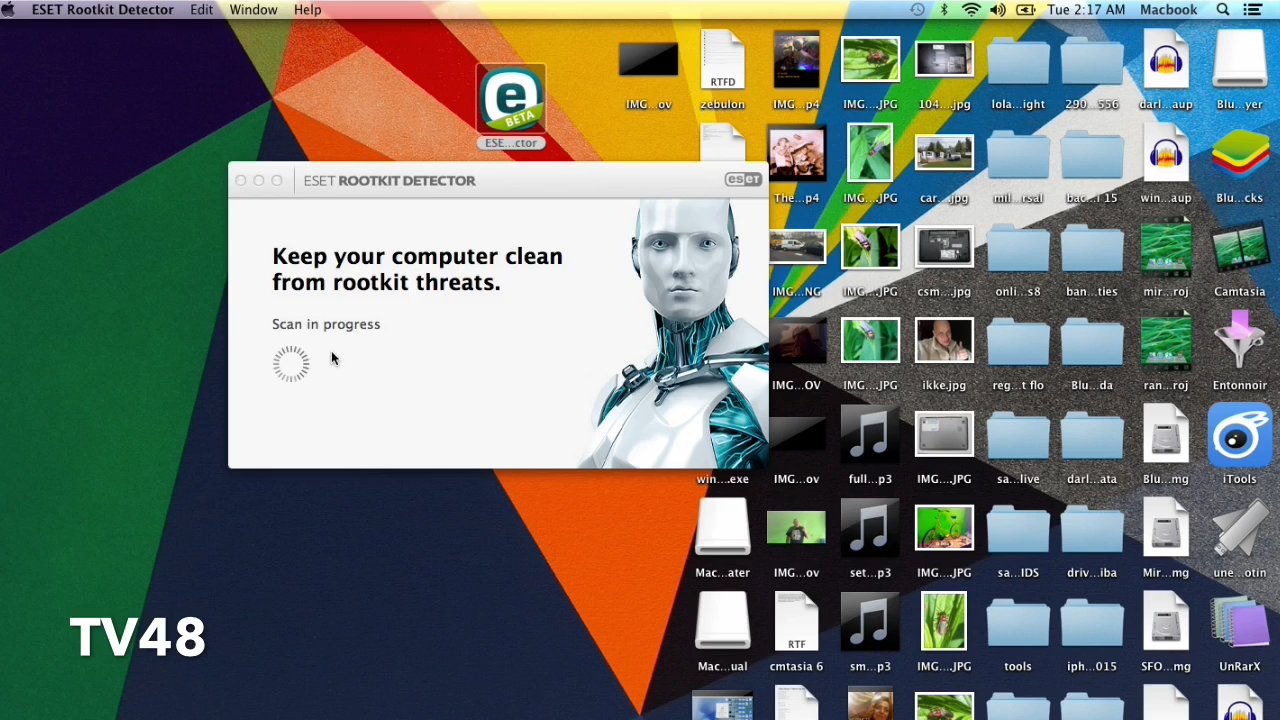 ESET Rootkit Detector Edit Window Help
Tue 2:17 AM Macbook
IMG...ov zebulon IMG...p4 IMG....JPG 104....jpg lola...ight 290...556 darl...aup Blu...yer
RTFD
BETA
ESE...ctor
The...p4 IMG....JPG car...jpg mil...rsal bac...l 15 win...aup Blu...cks
ESET ROOTKIT DETECTOR
eset
Keep your computer clean
from rootkit threats.
Scan in progress
IMG...NG IMG....JPG csm...jpg onli...s8 ban...ties mir...roj Camtasia
IMG...OV IMG....JPG ikke.jpg reg...t flo Blu...da ran...roj Entonnoir
win...exe IMG...ov full...p3 IMG....JPG sa...live darl...ata Blu...mg iTools
Mac...ater IMG...ov set...p3 IMG....JPG sa...IDS driv...iba Mir...mg une...otin
RTF
Mac...ual cmtasia 6 sm...p3 IMG....JPG tools iph...015 SFO...mg UnRarX
TV48